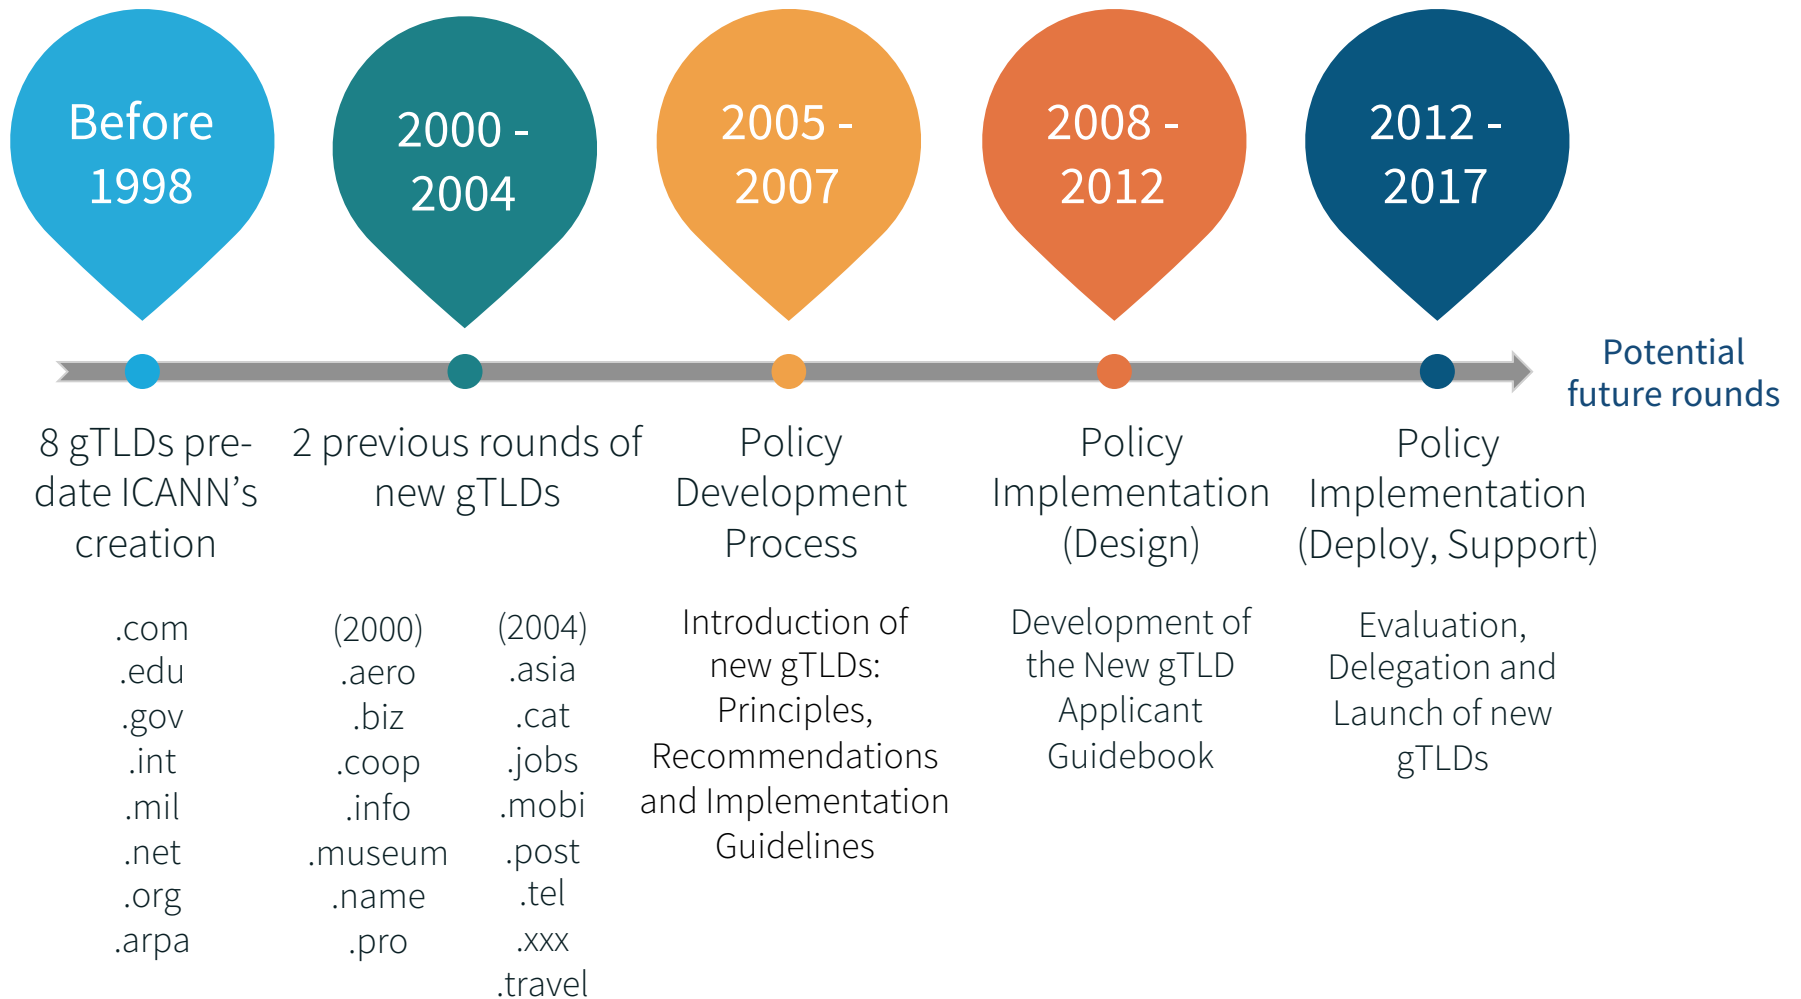 Before
1998
2000 -
2004
2005 -
2007
2008 -
2012
2012 -
2017
Potential
future rounds
8 gTLDs pre-
date ICANN’s
creation
.com
.edu
.gov
.int
.mil
.net
.org
.arpa
2 previous rounds of
new gTLDs
(2000)
.aero
.biz
.coop
.info
.museum
.name
.pro
(2004)
.asia
.cat
.jobs
.mobi
.post
.tel
.xxx
.travel
Policy
Development
Process
Introduction of
new gTLDs:
Principles,
Recommendations
and Implementation
Guidelines
Policy
Implementation
(Design)
Development of
the New gTLD
Applicant
Guidebook
Policy
Implementation
(Deploy, Support)
Evaluation,
Delegation and
Launch of new
gTLDs